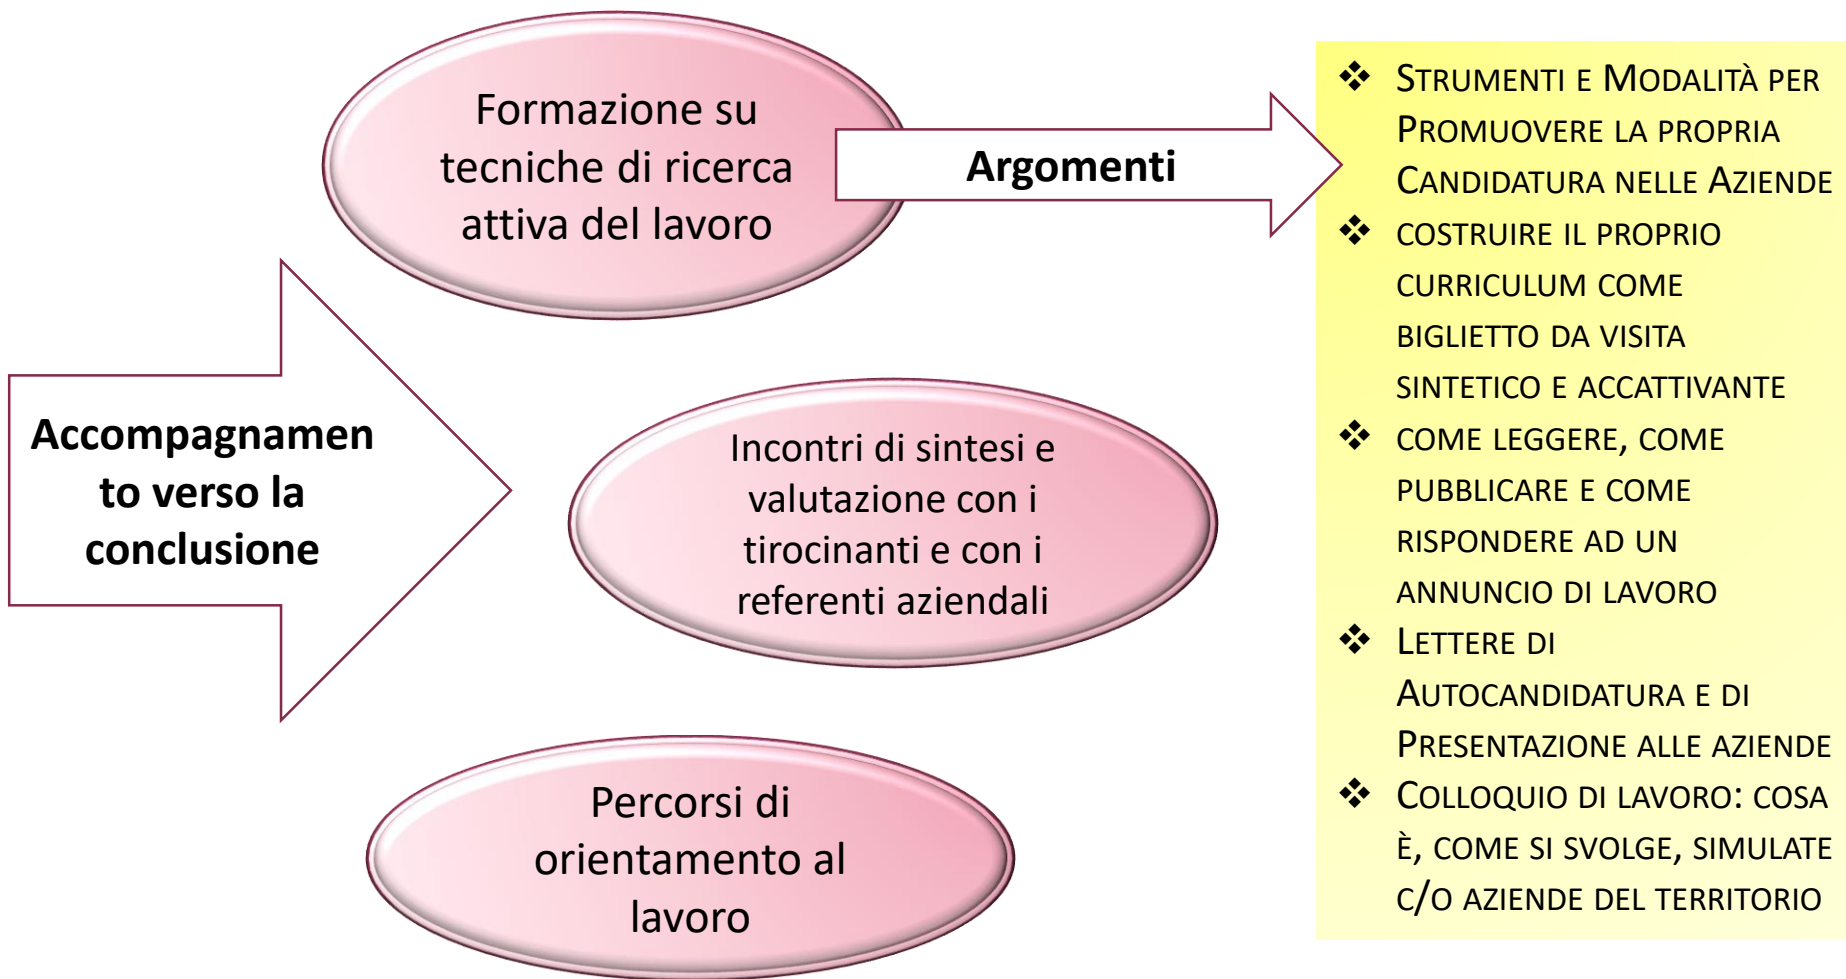 Formazione su
tecniche di ricerca
attiva del lavoro
Argomenti
Accompagnamen
to verso la
conclusione
Incontri di sintesi e
valutazione con i
tirocinanti e con i
referenti aziendali
Percorsi di
orientamento al
lavoro
❖ STRUMENTI E MODALITÀ PER
PROMUOVERE LA PROPRIA
CANDIDATURA NELLE AZIENDE
❖ COSTRUIRE IL PROPRIO
CURRICULUM COME
BIGLIETTO DA VISITA
SINTETICO E ACCATTIVANTE
❖ COME LEGGERE, COME
PUBBLICARE E COME
RISPONDERE AD UN
ANNUNCIO DI LAVORO
❖ LETTERE DI
AUTOCANDIDATURA E DI
PRESENTAZIONE ALLE AZIENDE
❖ COLLOQUIO DI LAVORO: COSA
È, COME SI SVOLGE, SIMULATE
C/O AZIENDE DEL TERRITORIO